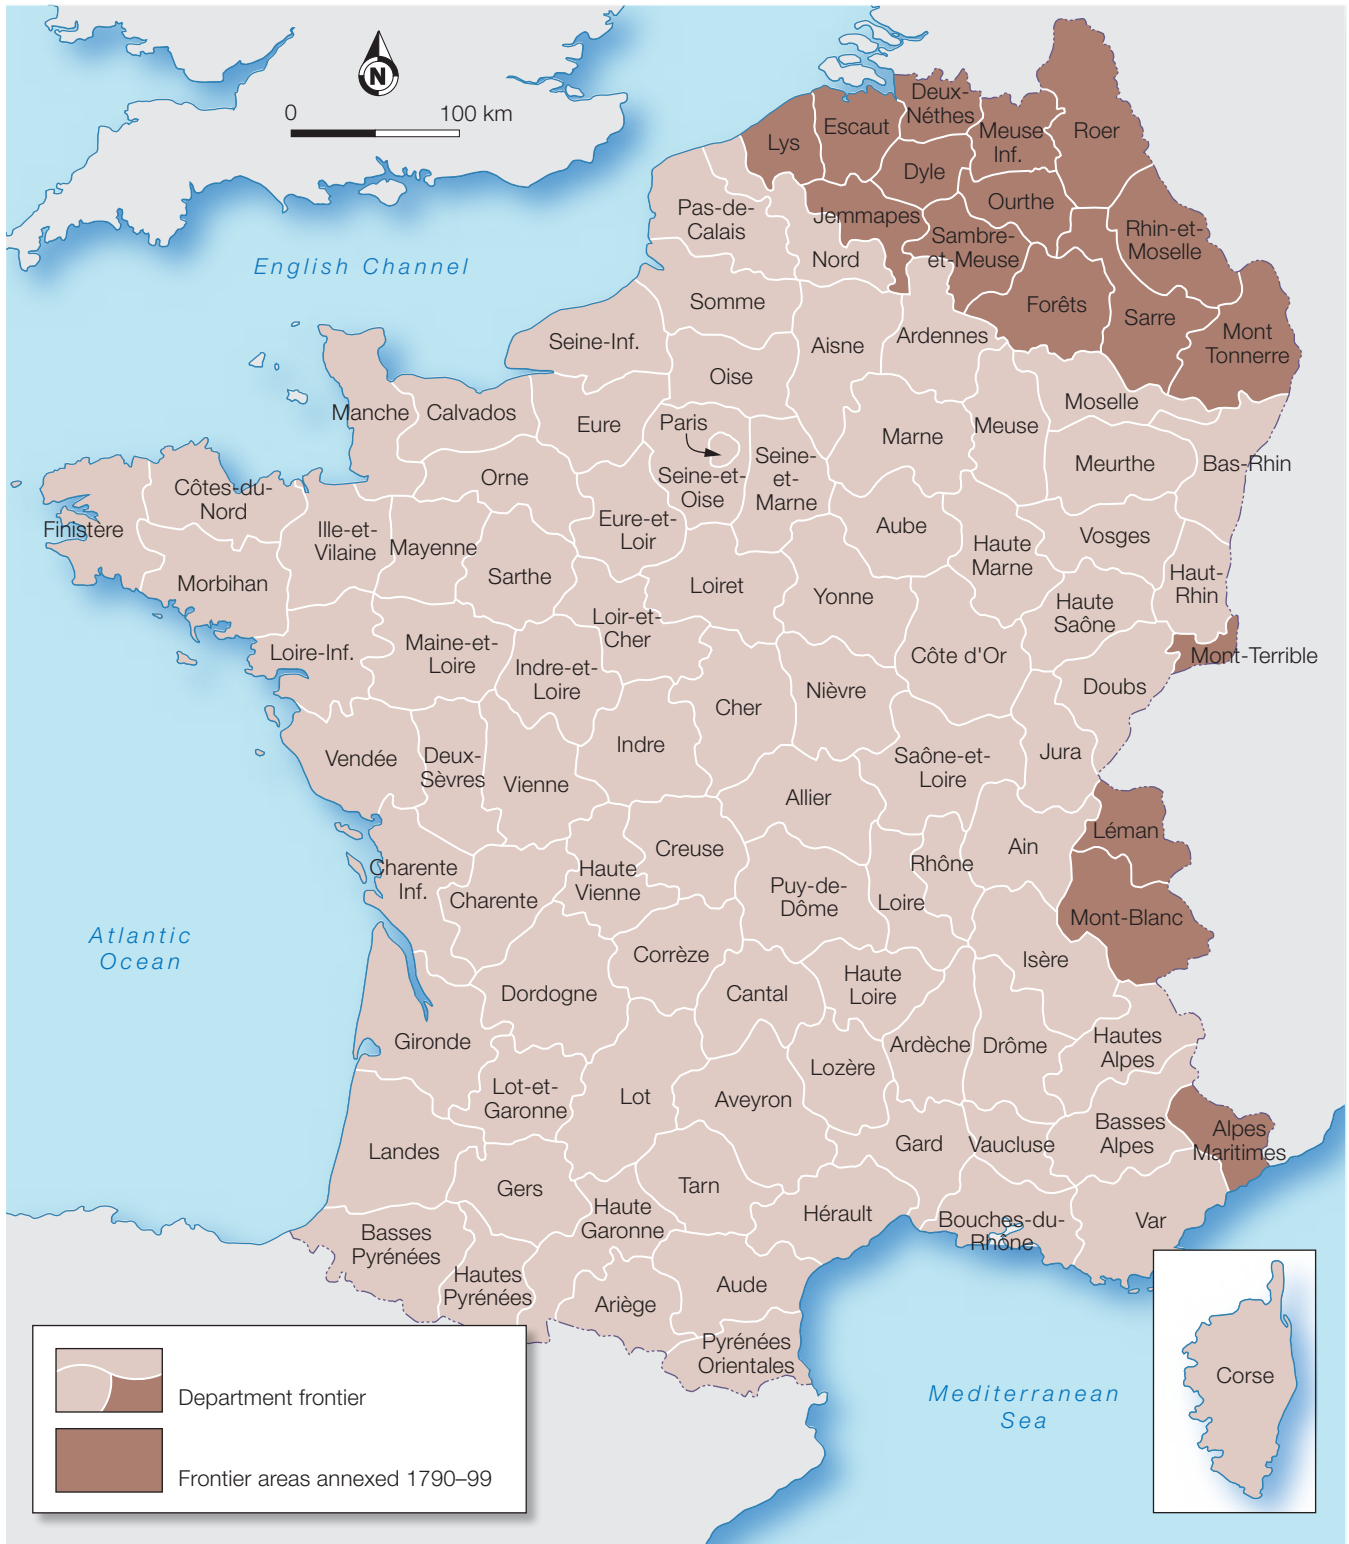 N
0
100 km
English Channel
Atlantic
Ocean
Mediterranean
Sea
Lys
Escaut
Deux-
Néthes
Meuse
Inf.
Roer
Dyle
Ourthe
Jemmapes
Sambre-
et-Meuse
Rhin-et-
Moselle
Forêts
Sarre
Mont
Tonnerre
Pas-de-
Calais
Nord
Somme
Seine-Inf.
Aisne
Ardennes
Oise
Manche
Calvados
Eure
Paris
Seine-et-
Oise
Seine-
et-
Marne
Marne
Meuse
Moselle
Meurthe
Bas-Rhin
Orne
Côtes-du-
Nord
Finistère
Ille-et-
Vilaine
Mayenne
Eure-et-
Loir
Aube
Haute
Marne
Vosges
Haut-
Rhin
Morbihan
Sarthe
Loiret
Yonne
Haute
Saône
Loir-et-
Cher
Loire-Inf.
Maine-et-
Loire
Indre-et-
Loire
Côte d'Or
Mont-Terrible
Doubs
Nièvre
Cher
Indre
Vendée
Deux-
Sèvres
Vienne
Saône-et-
Loire
Jura
Allier
Léman
Creuse
Ain
Rhône
Charente
Inf.
Haute
Vienne
Charente
Puy-de-
Dôme
Loire
Mont-Blanc
Corrèze
Isère
Dordogne
Cantal
Haute
Loire
Gironde
Ardèche
Drôme
Hautes
Alpes
Lozère
Lot-et-
Garonne
Lot
Aveyron
Landes
Gard
Vaucluse
Basses
Alpes
Alpes
Maritimes
Gers
Tarn
Haute
Garonne
Hérault
Bouches-du-
Rhône
Var
Basses
Pyrénées
Hautes
Pyrénées
Ariège
Aude
Pyrénées
Orientales
Corse
Department frontier
Frontier areas annexed 1790–99